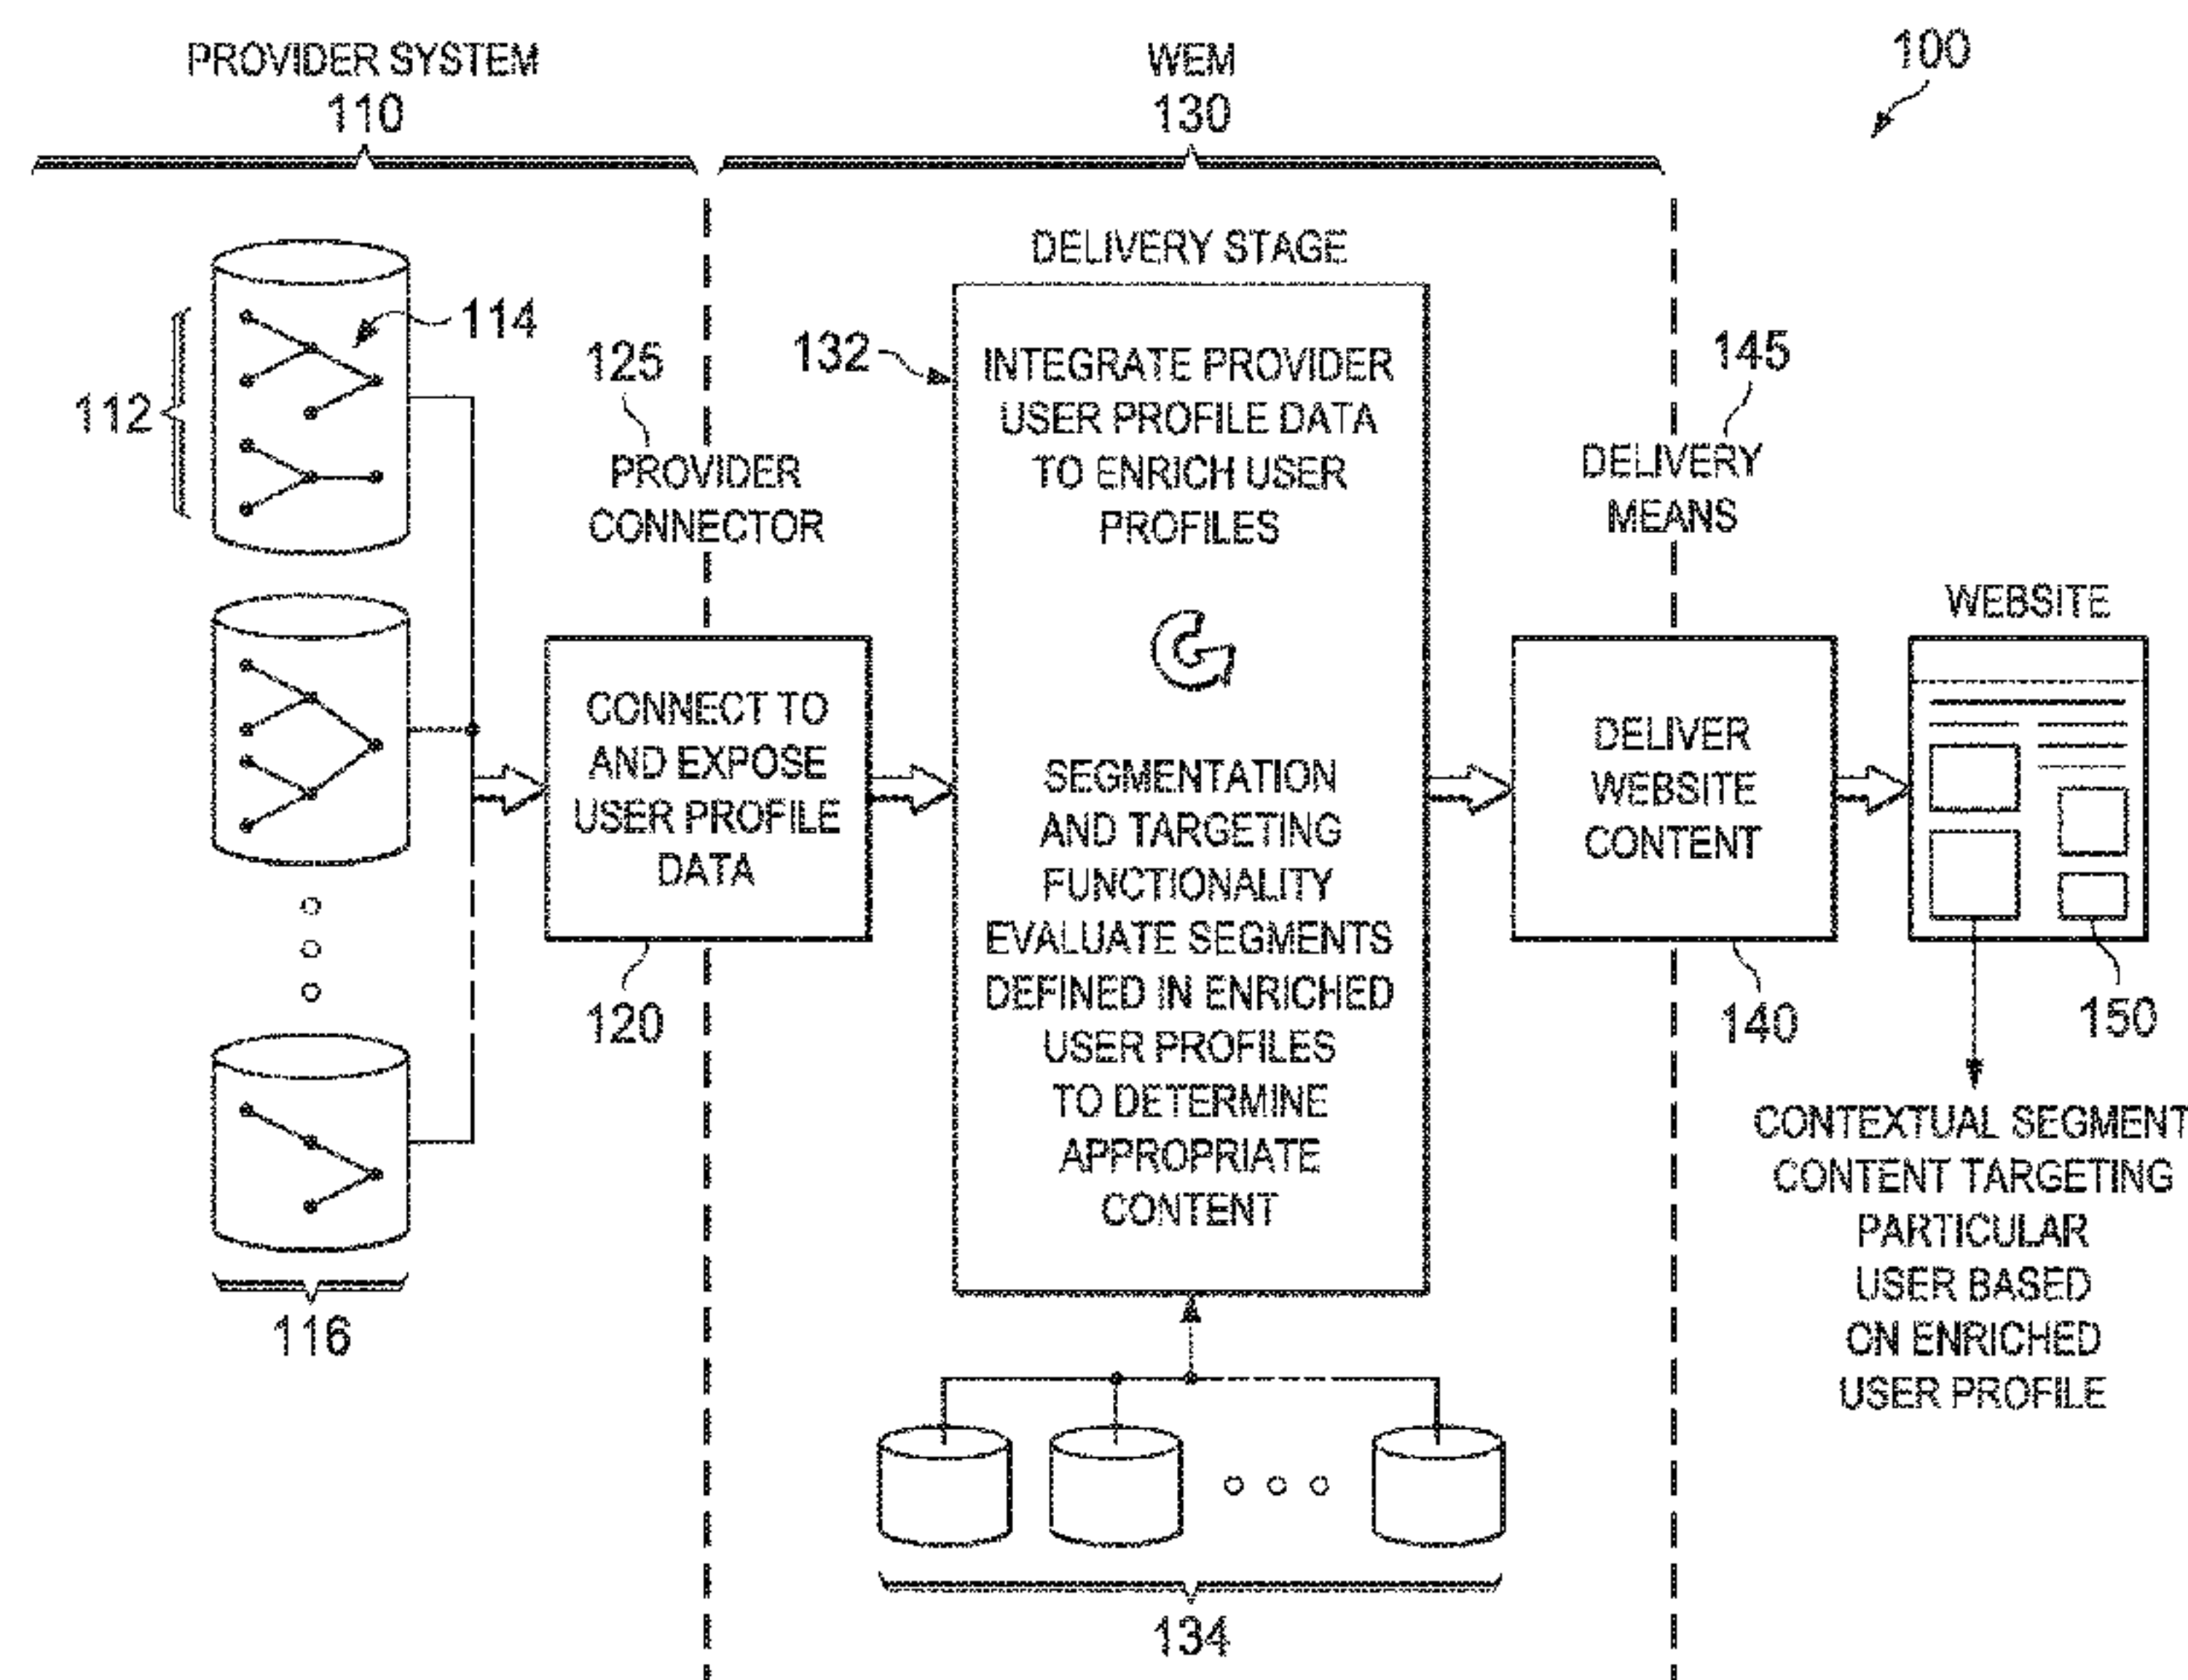 PROVIDER SYSTEM
110
WEM
130
100
DELIVERY STAGE
112
114
125
PROVIDER
CONNECTOR
132
INTEGRATE PROVIDER
USER PROFILE DATA
TO ENRICH USER
PROFILES
145
DELIVERY
MEANS
WEBSITE
CONNECT TO
AND EXPOSE
USER PROFILE
DATA
120
SEGMENTATION
AND TARGETING
FUNCTIONALITY
EVALUATE SEGMENTS
DEFINED IN ENRICHED
USER PROFILES
TO DETERMINE
APPROPRIATE
CONTENT
DELIVER
WEBSITE
CONTENT
140
150
CONTEXTUAL SEGMENT
CONTENT TARGETING
PARTICULAR
USER BASED
ON ENRICHED
USER PROFILE
116
134